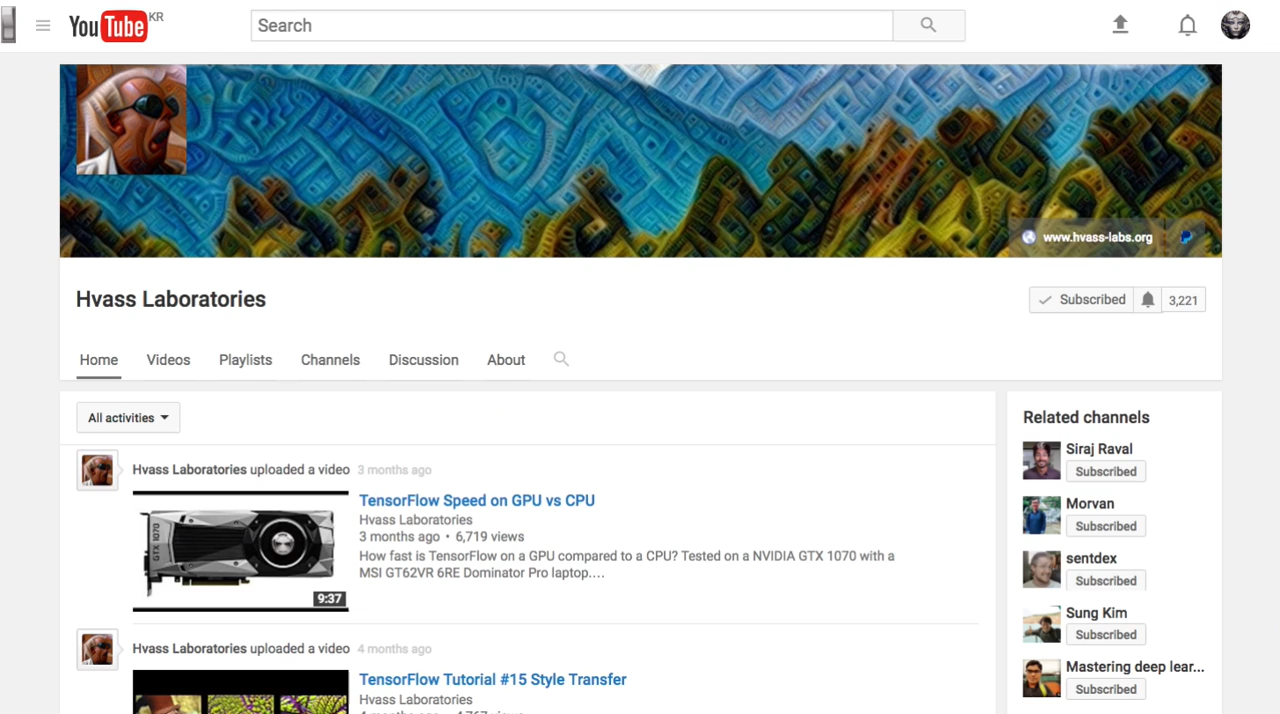 YouTube KR
Search
www.hvass-labs.org
Hvass Laboratories
Subscribed 3,221
Home Videos Playlists Channels Discussion About
All activities
Hvass Laboratories uploaded a video 3 months ago
GTX 1070
9:37
TensorFlow Speed on GPU vs CPU
Hvass Laboratories
3 months ago • 6,719 views
How fast is TensorFlow on a GPU compared to a CPU? Tested on a NVIDIA GTX 1070 with a
MSI GT62VR 6RE Dominator Pro laptop....
Hvass Laboratories uploaded a video 4 months ago
TensorFlow Tutorial #15 Style Transfer
Hvass Laboratories
Related channels
Siraj Raval
Subscribed
Morvan
Subscribed
sentdex
Subscribed
Sung Kim
Subscribed
Mastering deep lear...
Subscribed